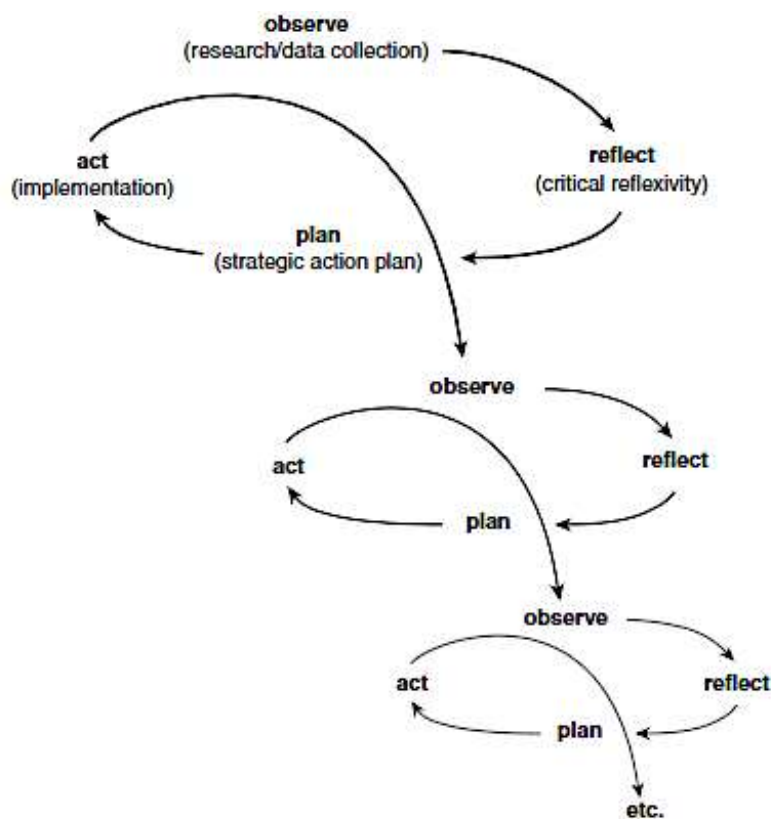 observe
(research/data collection)
reflect
(critical reflexivity)
act
(implementation)
plan
(strategic action plan)
observe
reflect
act
plan
observe
reflect
act
plan
etc.